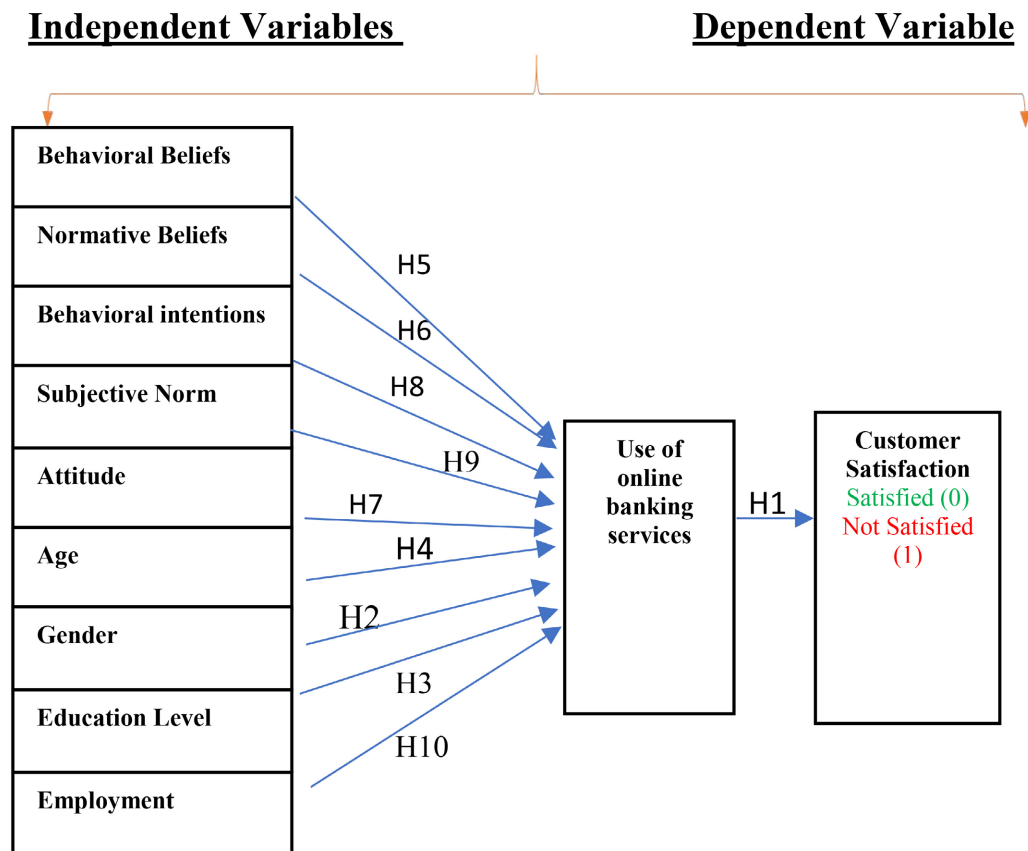 Independent Variables
Dependent Variable
Behavioral Beliefs
Normative Beliefs
Behavioral intentions
Subjective Norm
Attitude
Age
Gender
Education Level
Employment
H5
H6
H8
H9
H7
H4
H2
H3
H10
Use of
online
banking
services
H1
Customer
Satisfaction
Satisfied (0)
Not Satisfied
(1)